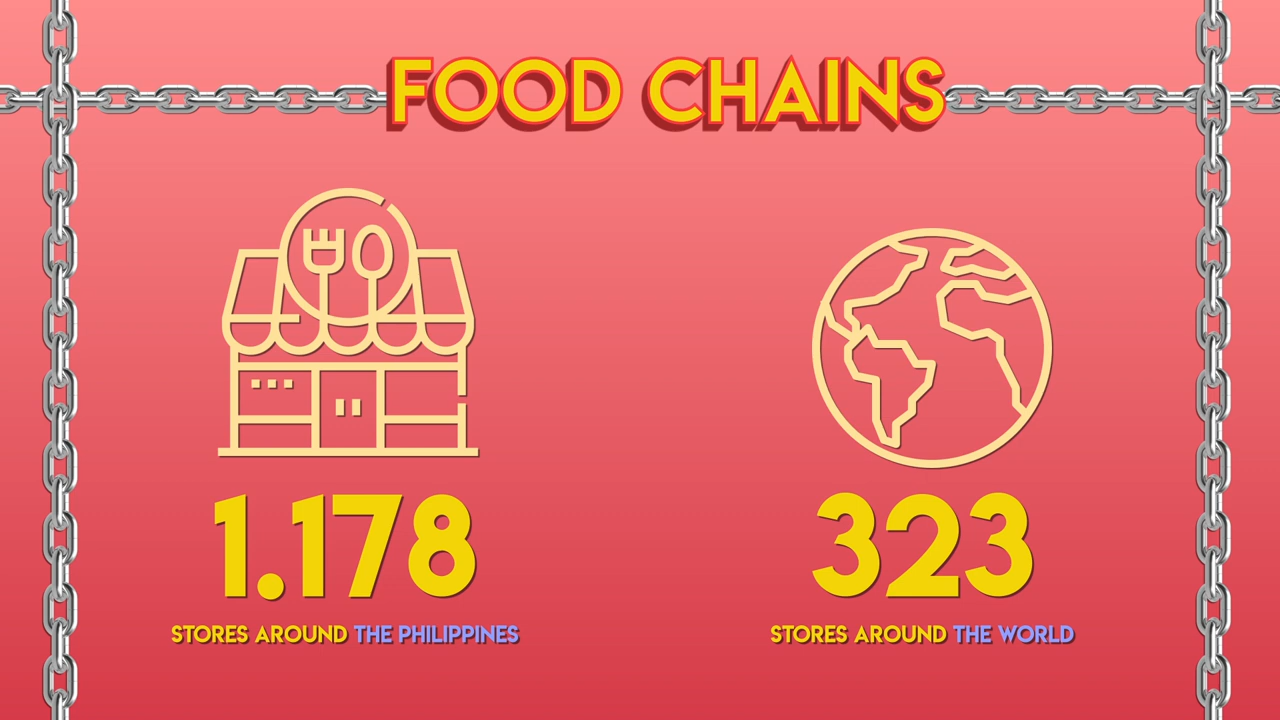 FOOD CHAINS
1.178
STORES AROUND THE PHILIPPINES
323
STORES AROUND THE WORLD